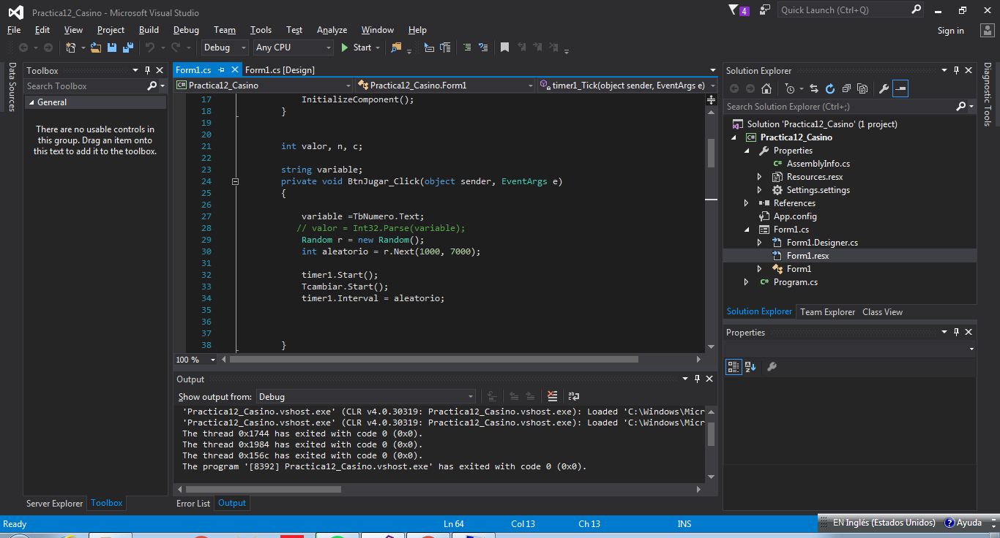 Practica12_Casino - Microsoft Visual Studio
4
Quick Launch (Ctrl+Q)
File Edit View Project Build Debug Team Tools Test Analyze Window Help
Sign in
Debug Any CPU Start
Data Sources
Toolbox
Search Toolbox
General
There are no usable controls in
this group. Drag an item onto
this text to add it to the toolbox.
Server Explorer Toolbox
Form1.cs Form1.cs [Design]
C# Practica12_Casino Practica12_Casino.Form1 timer1_Tick(object sender, EventArgs e)
17 InitializeComponent();
18 }
19
20
21 int valor, n, c;
22
23 string variable;
24 private void BtnJugar_Click(object sender, EventArgs e)
25 {
26
27 variable =TbNumero.Text;
28 // valor = Int32.Parse(variable);
29 Random r = new Random();
30 int aleatorio = r.Next(1000, 7000);
31
32 timer1.Start();
33 Tcambiar.Start();
34 timer1.Interval = aleatorio;
35
36
37
38 }
100 %
Output
Show output from: Debug
'Practica12_Casino.vshost.exe' (CLR v4.0.30319: Practica12_Casino.vshost.exe): Loaded 'C:\Windows\Micr
'Practica12_Casino.vshost.exe' (CLR v4.0.30319: Practica12_Casino.vshost.exe): Loaded 'C:\Windows\Micr
The thread 0x1744 has exited with code 0 (0x0).
The thread 0x1984 has exited with code 0 (0x0).
The thread 0x156c has exited with code 0 (0x0).
The program '[8392] Practica12_Casino.vshost.exe' has exited with code 0 (0x0).
Error List Output
Solution Explorer
Search Solution Explorer (Ctrl+;)
Solution 'Practica12_Casino' (1 project)
C# Practica12_Casino
Properties
C# AssemblyInfo.cs
Resources.resx
Settings.settings
References
App.config
Form1.cs
Form1.Designer.cs
Form1.resx
Form1
C# Program.cs
Solution Explorer Team Explorer Class View
Properties
Diagnostic Tools
Ready Ln 64 Col 13 Ch 13 INS
EN Inglés (Estados Unidos) Ayuda